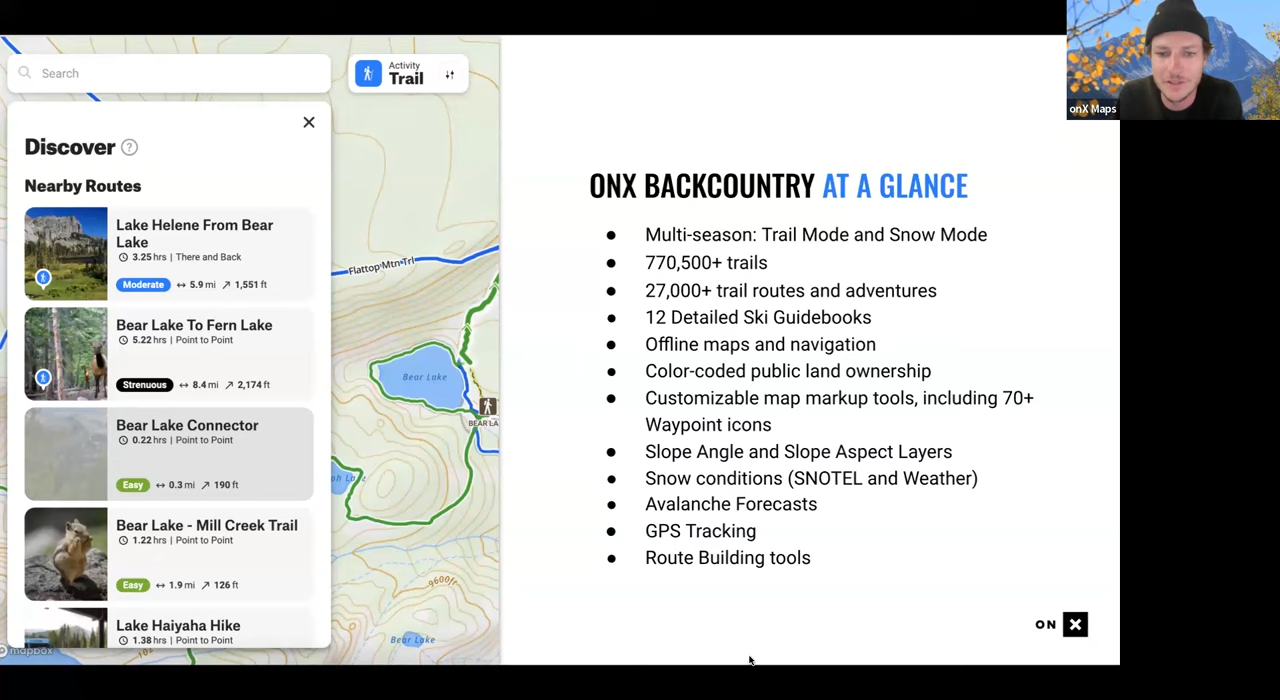 Search
Activity
Trail
Discover ?
Nearby Routes
Lake Helene From Bear
Lake
3.25 hrs | There and Back
Moderate ↔ 5.9 mi ↗ 1,551 ft
Bear Lake To Fern Lake
5.22 hrs | Point to Point
Strenuous ↔ 8.4 mi ↗ 2,174 ft
Bear Lake Connector
0.22 hrs | Point to Point
Easy ↔ 0.3 mi ↗ 190 ft
Bear Lake - Mill Creek Trail
1.22 hrs | Point to Point
Easy ↔ 1.9 mi ↗ 126 ft
Lake Haiyaha Hike
1.38 hrs | Point to Point
mapbox
Flattop Mtn Trl
Bear Lake
BEAR LA
9600ft
Bear Lake
ONX BACKCOUNTRY AT A GLANCE
● Multi-season: Trail Mode and Snow Mode
● 770,500+ trails
● 27,000+ trail routes and adventures
● 12 Detailed Ski Guidebooks
● Offline maps and navigation
● Color-coded public land ownership
● Customizable map markup tools, including 70+
Waypoint icons
● Slope Angle and Slope Aspect Layers
● Snow conditions (SNOTEL and Weather)
● Avalanche Forecasts
● GPS Tracking
● Route Building tools
ON X
onX Maps